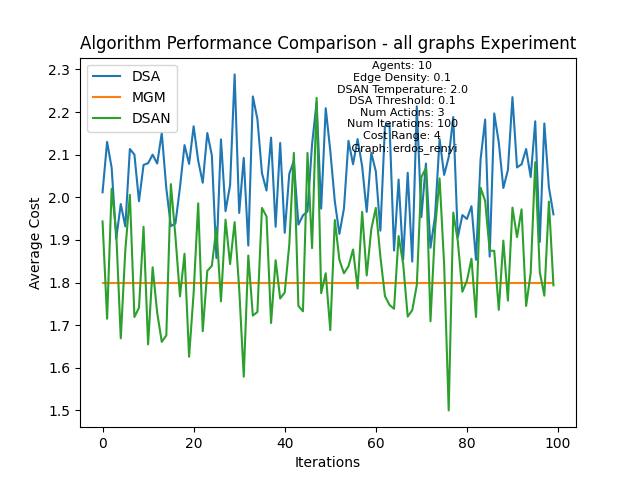 Algorithm Performance Comparison - all graphs Experiment
DSA
MGM
DSAN
Agents: 10
Edge Density: 0.1
DSAN Temperature: 2.0
DSA Threshold: 0.1
Num Actions: 3
Num Iterations: 100
Cost Range: 4
Graph: erdos_renyi
Average Cost
2.3
2.2
2.1
2.0
1.9
1.8
1.7
1.6
1.5
0
20
40
60
80
100
Iterations